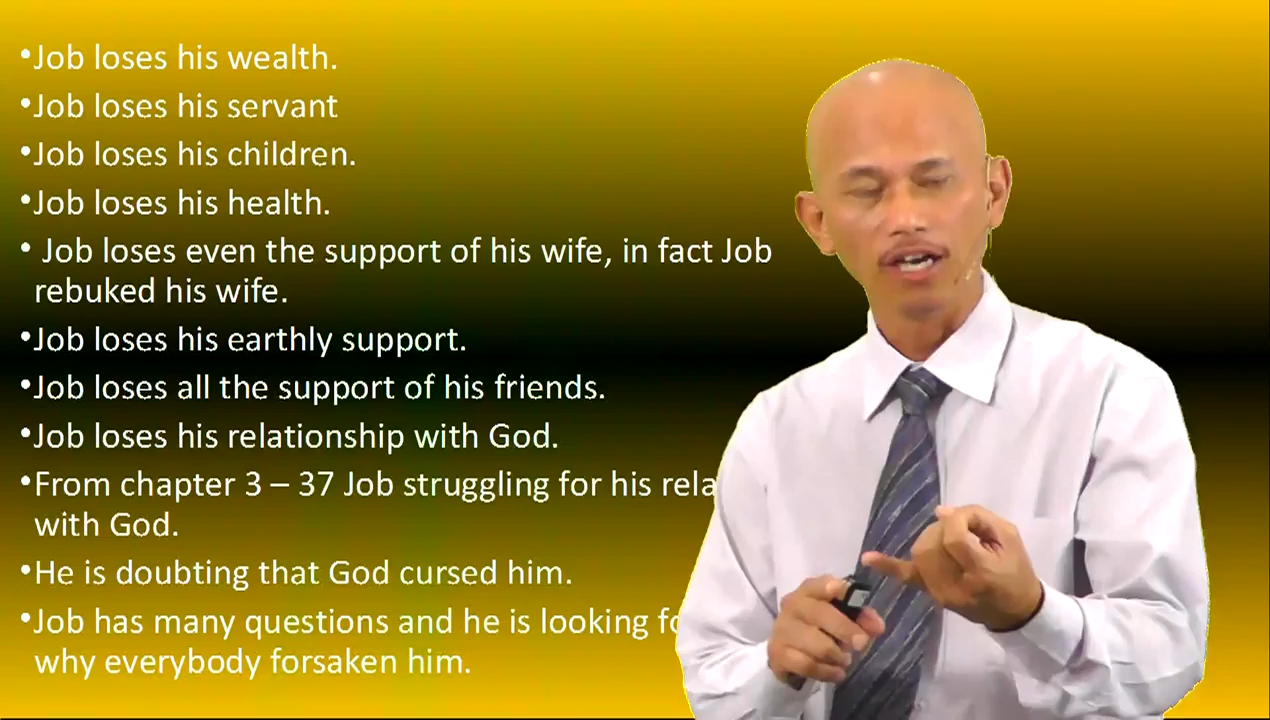 •Job loses his wealth.
•Job loses his servant
•Job loses his children.
•Job loses his health.
• Job loses even the support of his wife, in fact Job
rebuked his wife.
•Job loses his earthly support.
•Job loses all the support of his friends.
•Job loses his relationship with God.
•From chapter 3 – 37 Job struggling for his
with God.
•He is doubting that God cursed him.
•Job has many questions and he is looking
why everybody forsaken him.